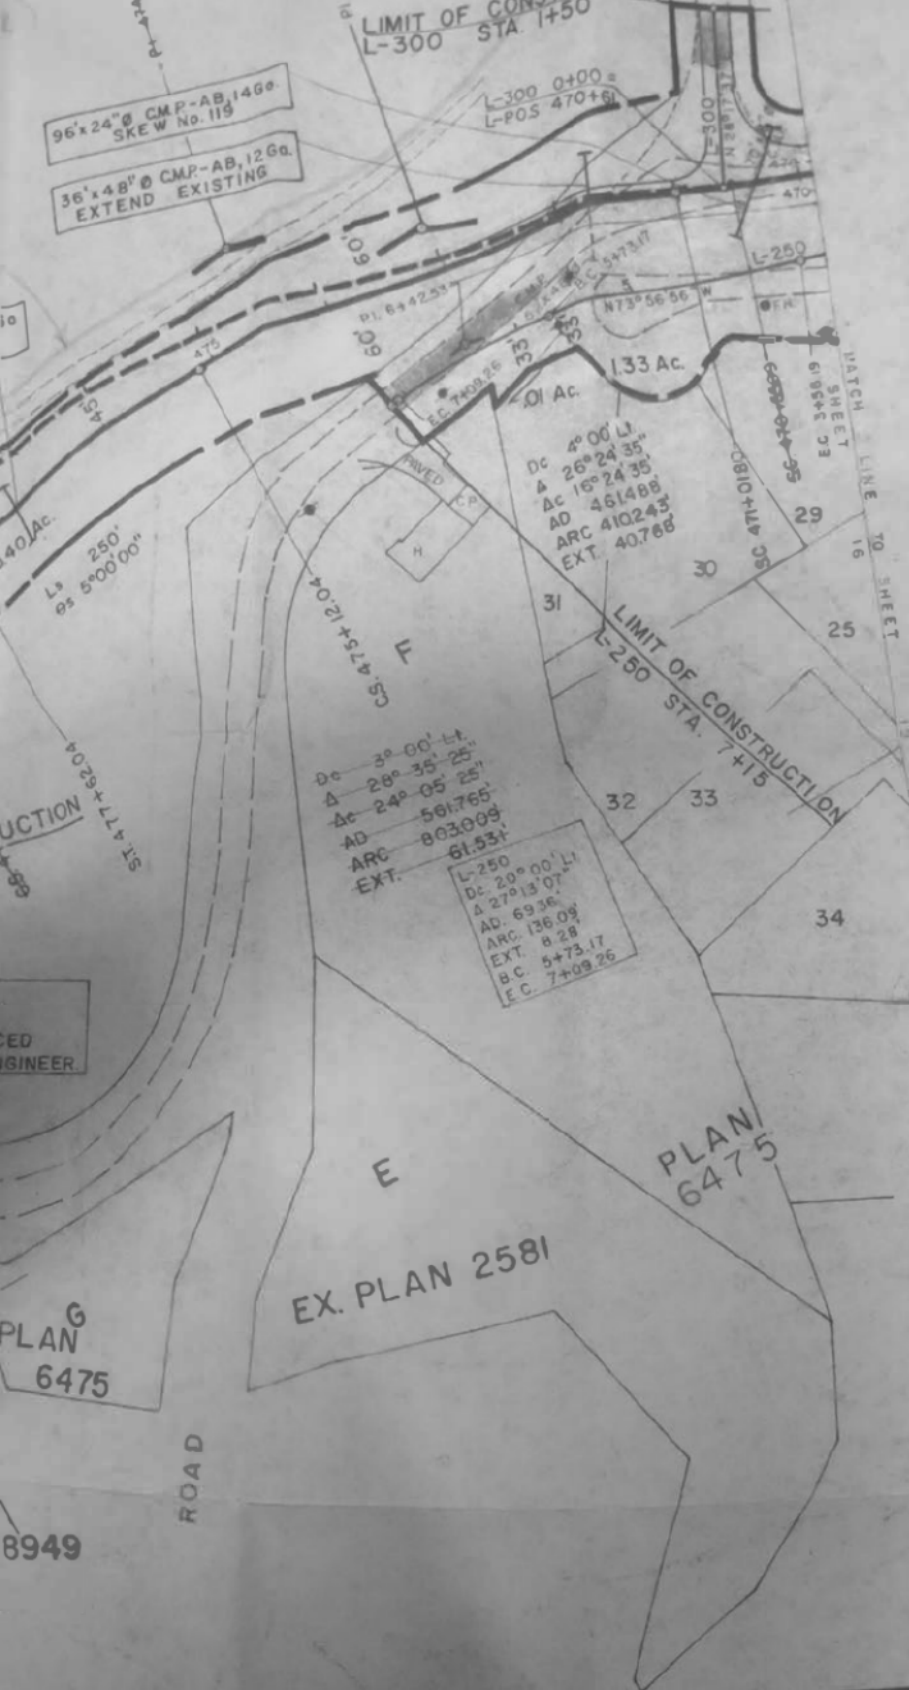 LIMIT OF CONS
L-300 STA. 1+50
96'x24"Ø C.M.P.-AB, 14Ga.
SKEW No. 119
36'x48"Ø C.M.P.-AB, 12Ga.
EXTEND EXISTING
L-300 0+00=
L-POS 470+61
L-300
60'
60'
470
L-250
B.C. 5+73.17
P.I. 6+42.53
N73°56'56"W
F.H.
475
45'
33'
33'
E.C. 7+09.26
.01 Ac.
1.33 Ac.
MATCH LINE TO SHEET
SHEET 16
EC 3+56.19
SC 471+01.80
PAVED
C.P.
H
Dc 4°00' Lt.
Δ 26°24'35"
Δc 16°24'35"
AD 461.488'
ARC 410.243'
EXT. 40.768'
.40 Ac.
Ls 250'
θs 5°00'00"
29
30
31
25
F
C.S. 475+12.04
LIMIT OF CONSTRUCTION
L-250 STA. 7+15
S.T. 477+62.04
UCTION
Dc 3°00' Lt.
Δ 28°35'25"
Δc 24°05'25"
AD 561.765'
ARC 803.009'
EXT. 61.531'
32
33
34
L-250
Dc 20°00' Lt
Δ 27°13'07"
AD. 69.36'
ARC. 136.09'
EXT. 8.28'
B.C. 5+73.17
E.C. 7+09.26
CED
GINEER
PLAN
6475
E
EX. PLAN 2581
G
PLAN
6475
ROAD
8949